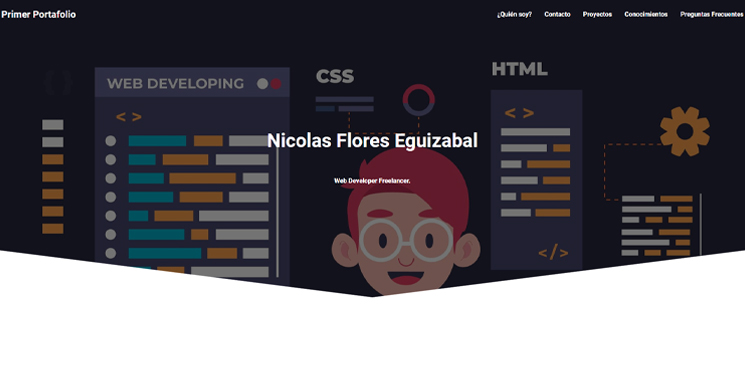 Primer Portafolio
¿Quién soy? Contacto Proyectos Conocimientos Preguntas Frecuentes
WEB DEVELOPING
CSS
HTML
{ }
< >
< >
Nicolas Flores Eguizabal
Web Developer Freelancer.
</>